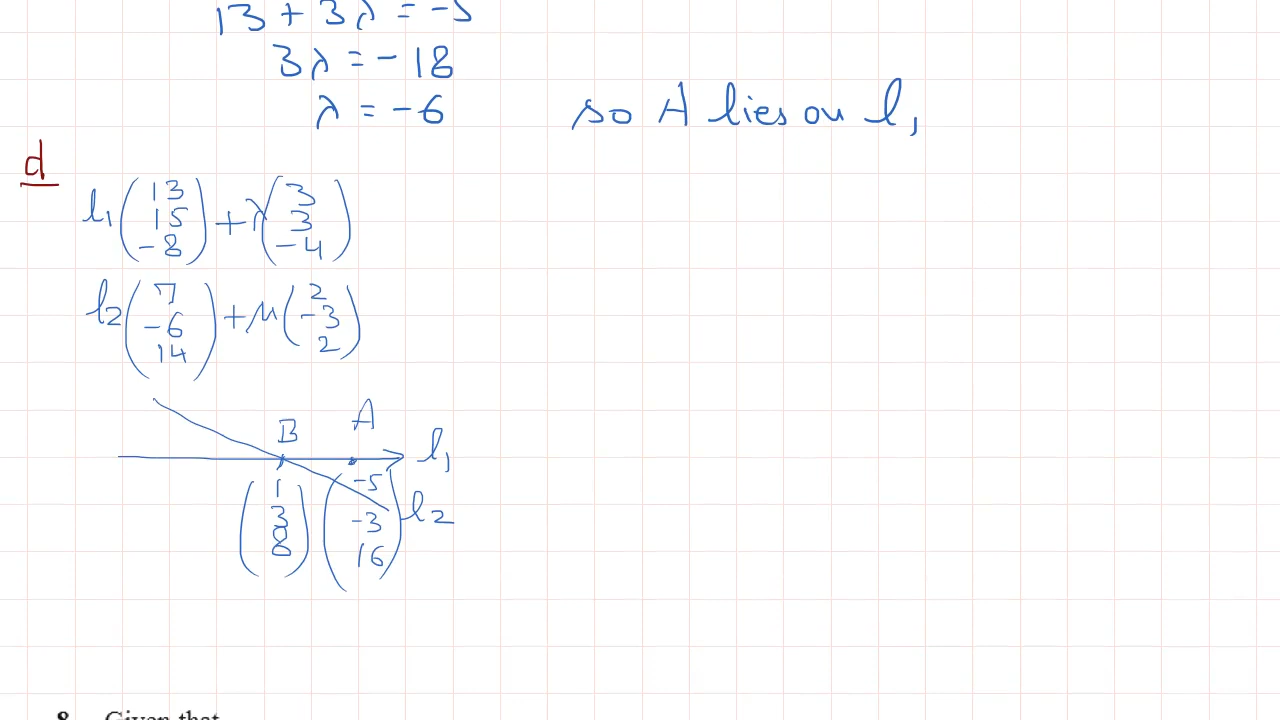 13 + 3λ = -5
3λ = -18
λ = -6 so A lies on l₁
d
l₁ (13 15 -8) + λ (3 3 -4)
l₂ (7 -6 14) + μ (2 -3 2)
B A l₁
(1 3 8) (-5 -3 16) l₂
8 Given that